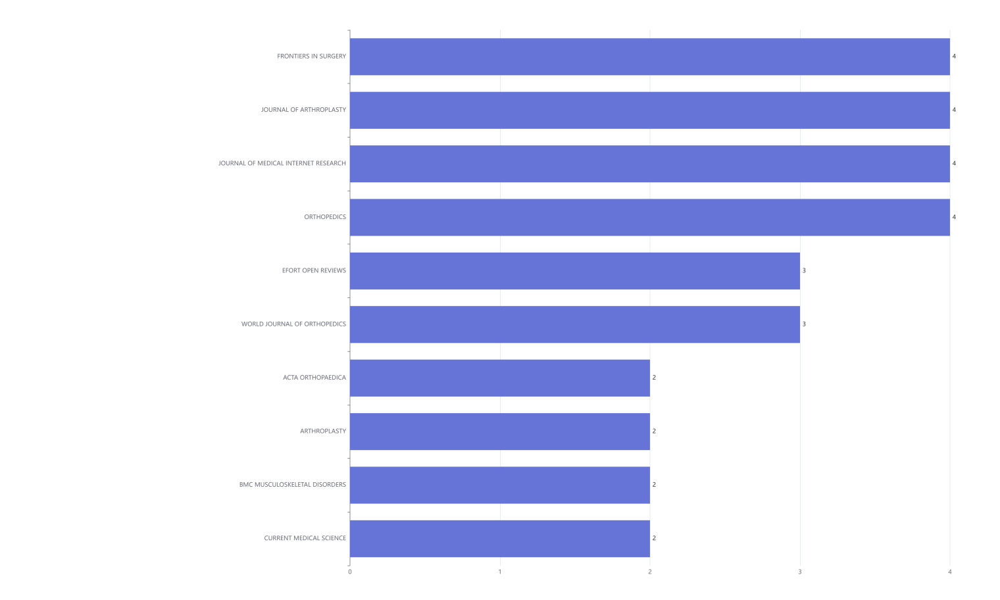 FRONTIERS IN SURGERY 4
JOURNAL OF ARTHROPLASTY 4
JOURNAL OF MEDICAL INTERNET RESEARCH 4
ORTHOPEDICS 4
EFORT OPEN REVIEWS 3
WORLD JOURNAL OF ORTHOPEDICS 3
ACTA ORTHOPAEDICA 2
ARTHROPLASTY 2
BMC MUSCULOSKELETAL DISORDERS 2
CURRENT MEDICAL SCIENCE 2
0 1 2 3 4